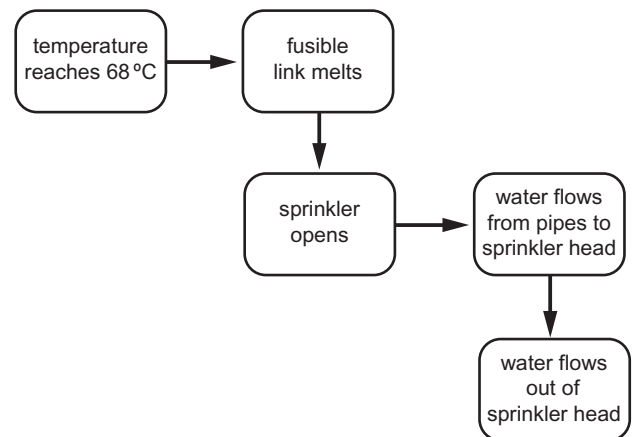 temperature
reaches 68 ºC
fusible
link melts
sprinkler
opens
water flows
from pipes to
sprinkler head
water flows
out of
sprinkler head